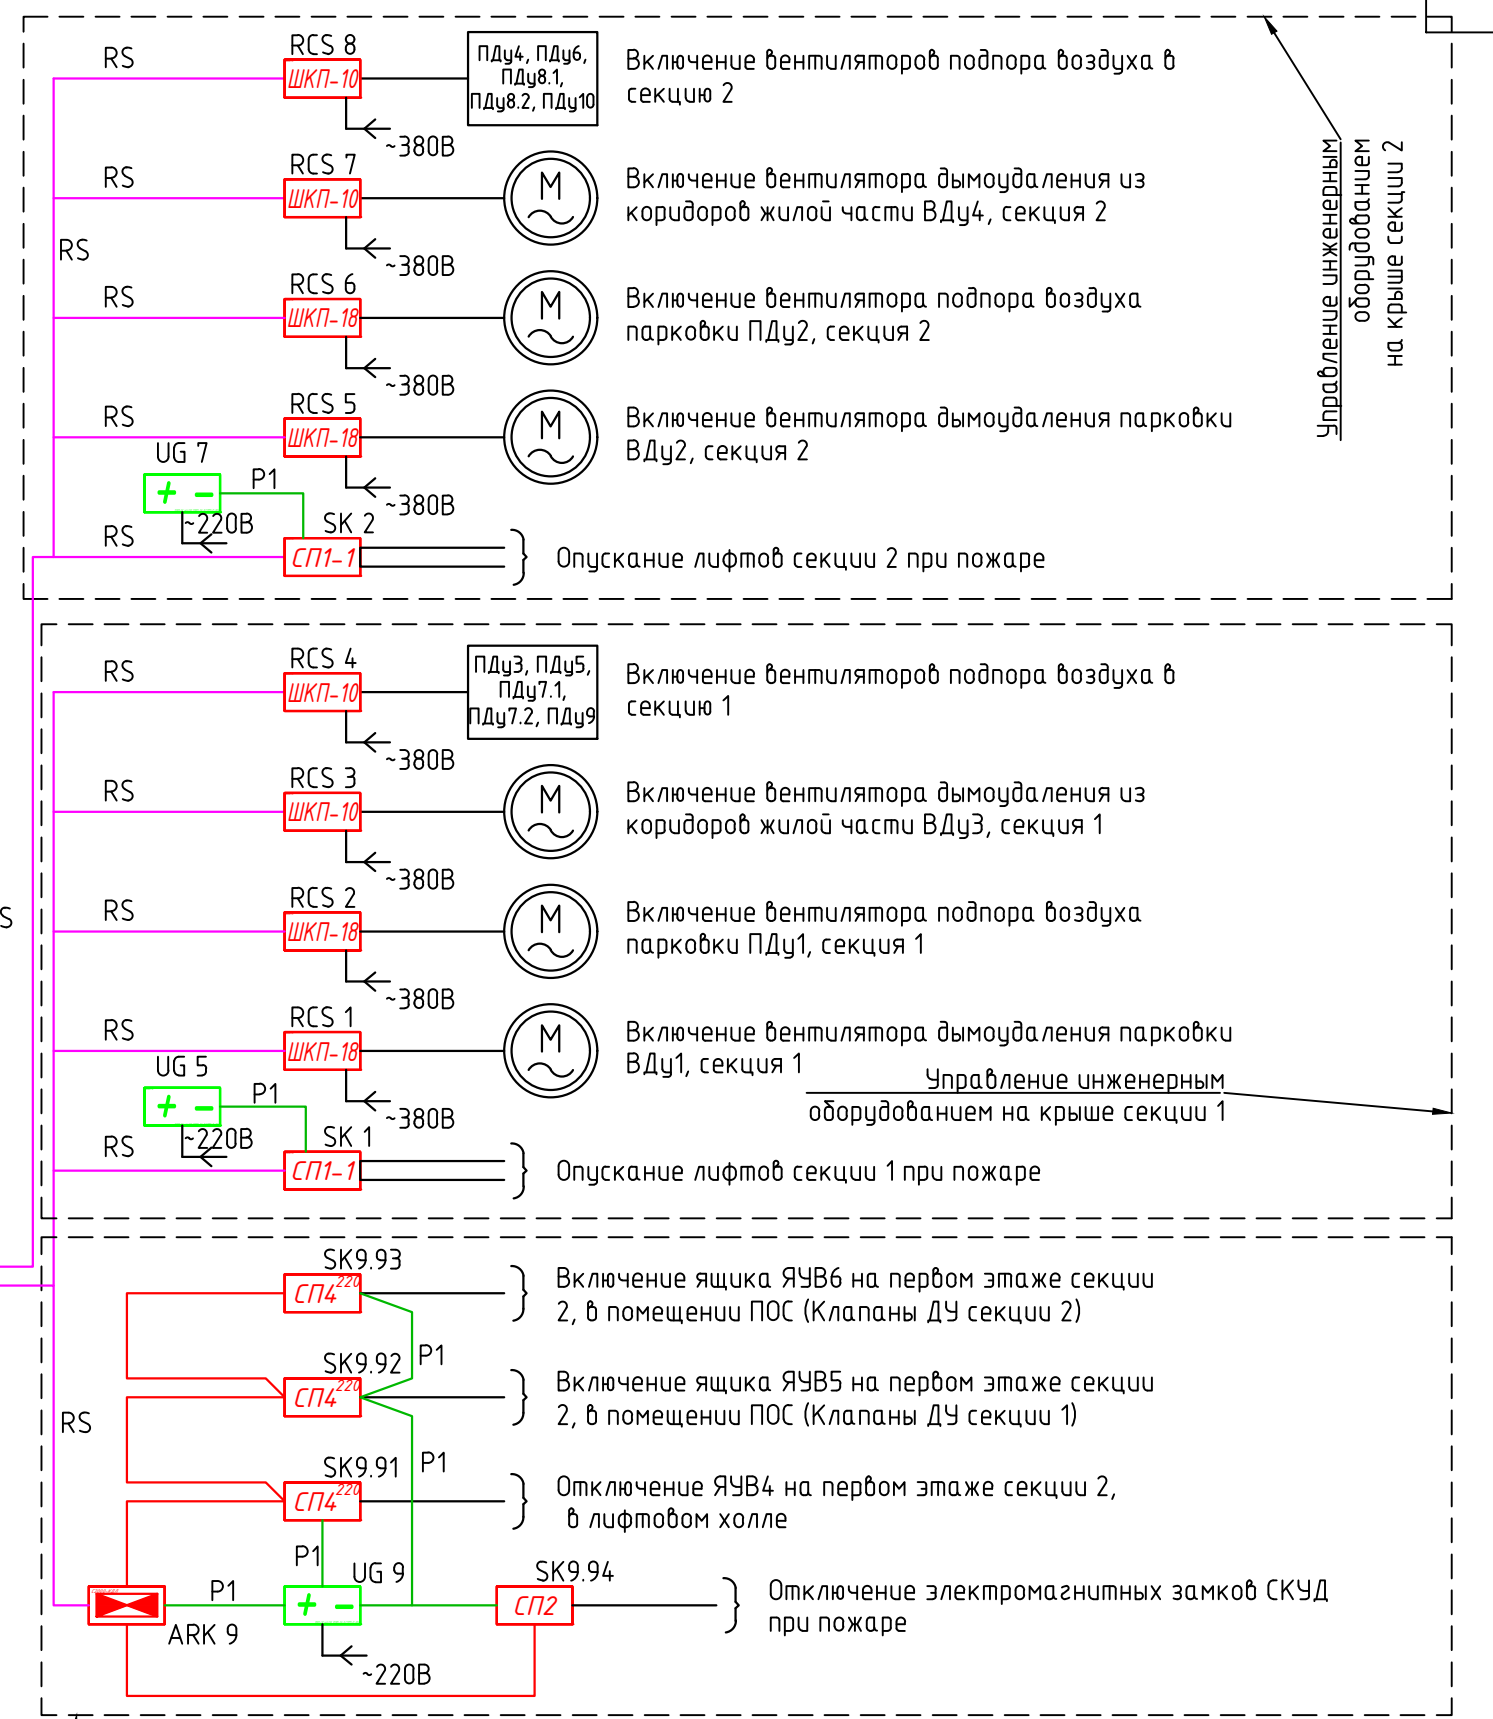 RS
RCS 8
ШКП-10
ПДу4, ПДу6,
ПДу8.1,
ПДу8.2, ПДу10
~380В
Включение вентиляторов подпора воздуха в
секцию 2
RS
RCS 7
ШКП-10
~380В
Включение вентилятора дымоудаления из
коридоров жилой части ВДу4, секция 2
RS
RS
RCS 6
ШКП-18
~380В
Включение вентилятора подпора воздуха
парковки ПДу2, секция 2
RS
RCS 5
ШКП-18
~380В
Включение вентилятора дымоудаления парковки
ВДу2, секция 2
М
М
М
UG 7
+ -
P1
~220В
RS
SK 2
СП1-1
Опускание лифтов секции 2 при пожаре
Управление инженерным
оборудованием
на крыше секции 2
RS
RCS 4
ШКП-10
ПДу3, ПДу5,
ПДу7.1,
ПДу7.2, ПДу9
~380В
Включение вентиляторов подпора воздуха в
секцию 1
RS
RCS 3
ШКП-10
М
~380В
Включение вентилятора дымоудаления из
коридоров жилой части ВДу3, секция 1
S
RS
RCS 2
ШКП-18
М
~380В
Включение вентилятора подпора воздуха
парковки ПДу1, секция 1
RS
RCS 1
ШКП-18
М
~380В
Включение вентилятора дымоудаления парковки
ВДу1, секция 1
Управление инженерным
оборудованием на крыше секции 1
UG 5
+ -
P1
~220В
RS
SK 1
СП1-1
Опускание лифтов секции 1 при пожаре
SK9.93
СП4 220
Включение ящика ЯУВ6 на первом этаже секции
2, в помещении ПОС (Клапаны ДУ секции 2)
P1
SK9.92
СП4 220
Включение ящика ЯУВ5 на первом этаже секции
2, в помещении ПОС (Клапаны ДУ секции 1)
RS
P1
SK9.91
СП4 220
Отключение ЯУВ4 на первом этаже секции 2,
в лифтовом холле
P1
UG 9
+ -
~220В
P1
ARK 9
SK9.94
СП2
Отключение электромагнитных замков СКУД
при пожаре